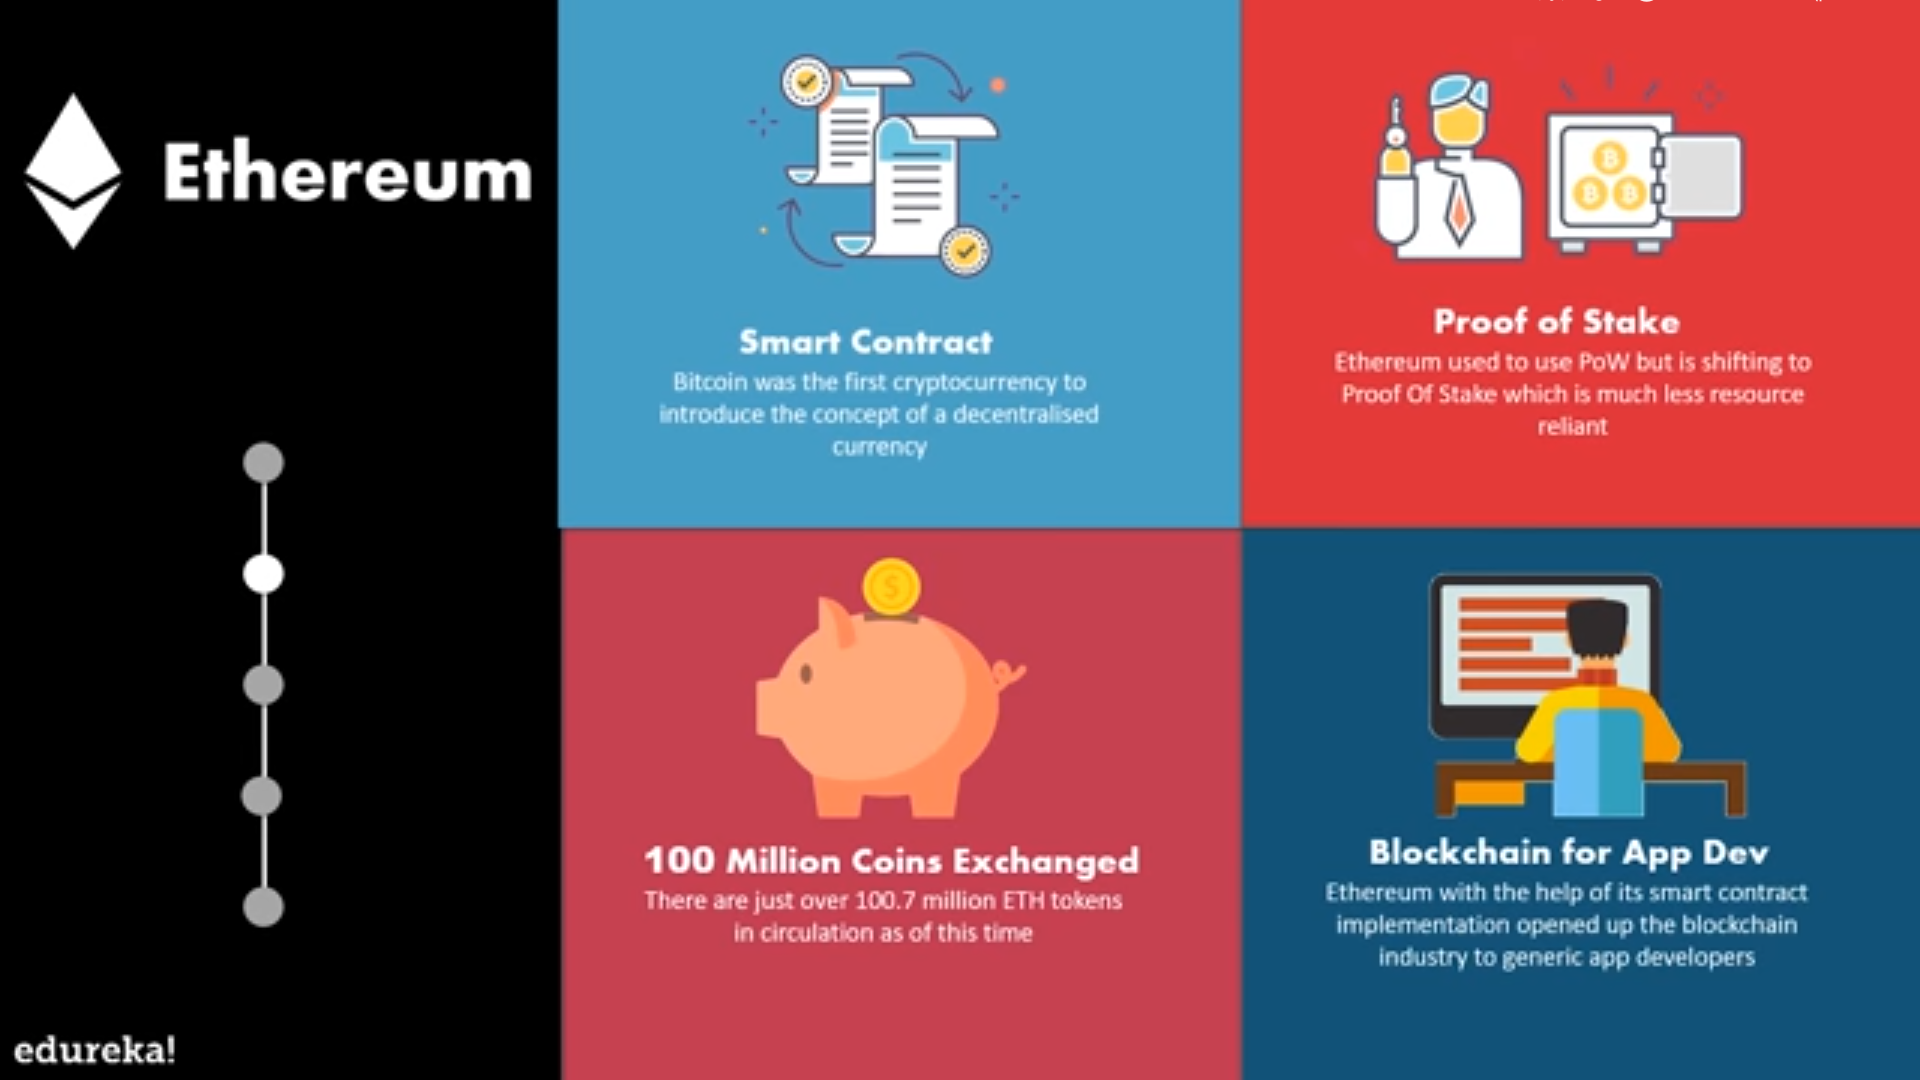 Ethereum
Smart Contract
Bitcoin was the first cryptocurrency to
introduce the concept of a decentralised
currency
Proof of Stake
Ethereum used to use PoW but is shifting to
Proof Of Stake which is much less resource
reliant
100 Million Coins Exchanged
There are just over 100.7 million ETH tokens
in circulation as of this time
Blockchain for App Dev
Ethereum with the help of its smart contract
implementation opened up the blockchain
industry to generic app developers
edureka!